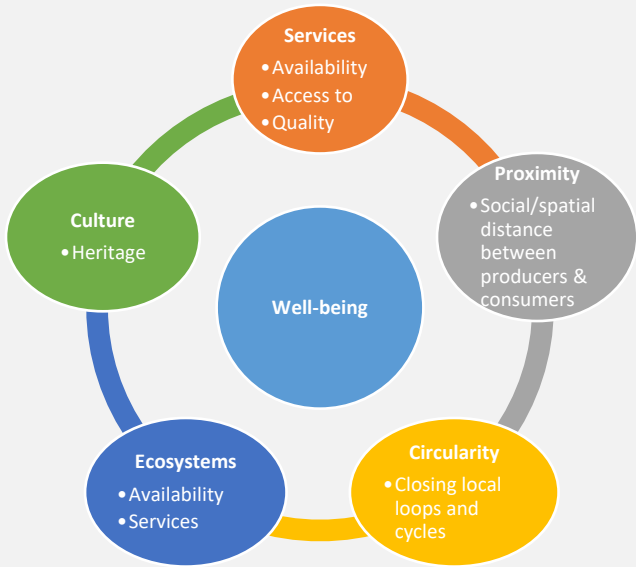 Services
•Availability
•Access to
•Quality
Proximity
•Social/spatial
distance
between
producers &
consumers
Culture
•Heritage
Well-being
Circularity
•Closing local
loops and
cycles
Ecosystems
•Availability
•Services